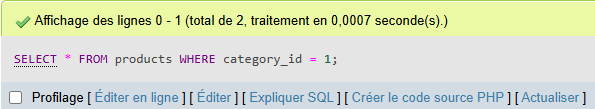 Affichage des lignes 0 - 1 (total de 2, traitement en 0,0007 seconde(s).)
SELECT * FROM products WHERE category_id = 1;
Profilage [ Éditer en ligne ] [ Éditer ] [ Expliquer SQL ] [ Créer le code source PHP ] [ Actualiser ]